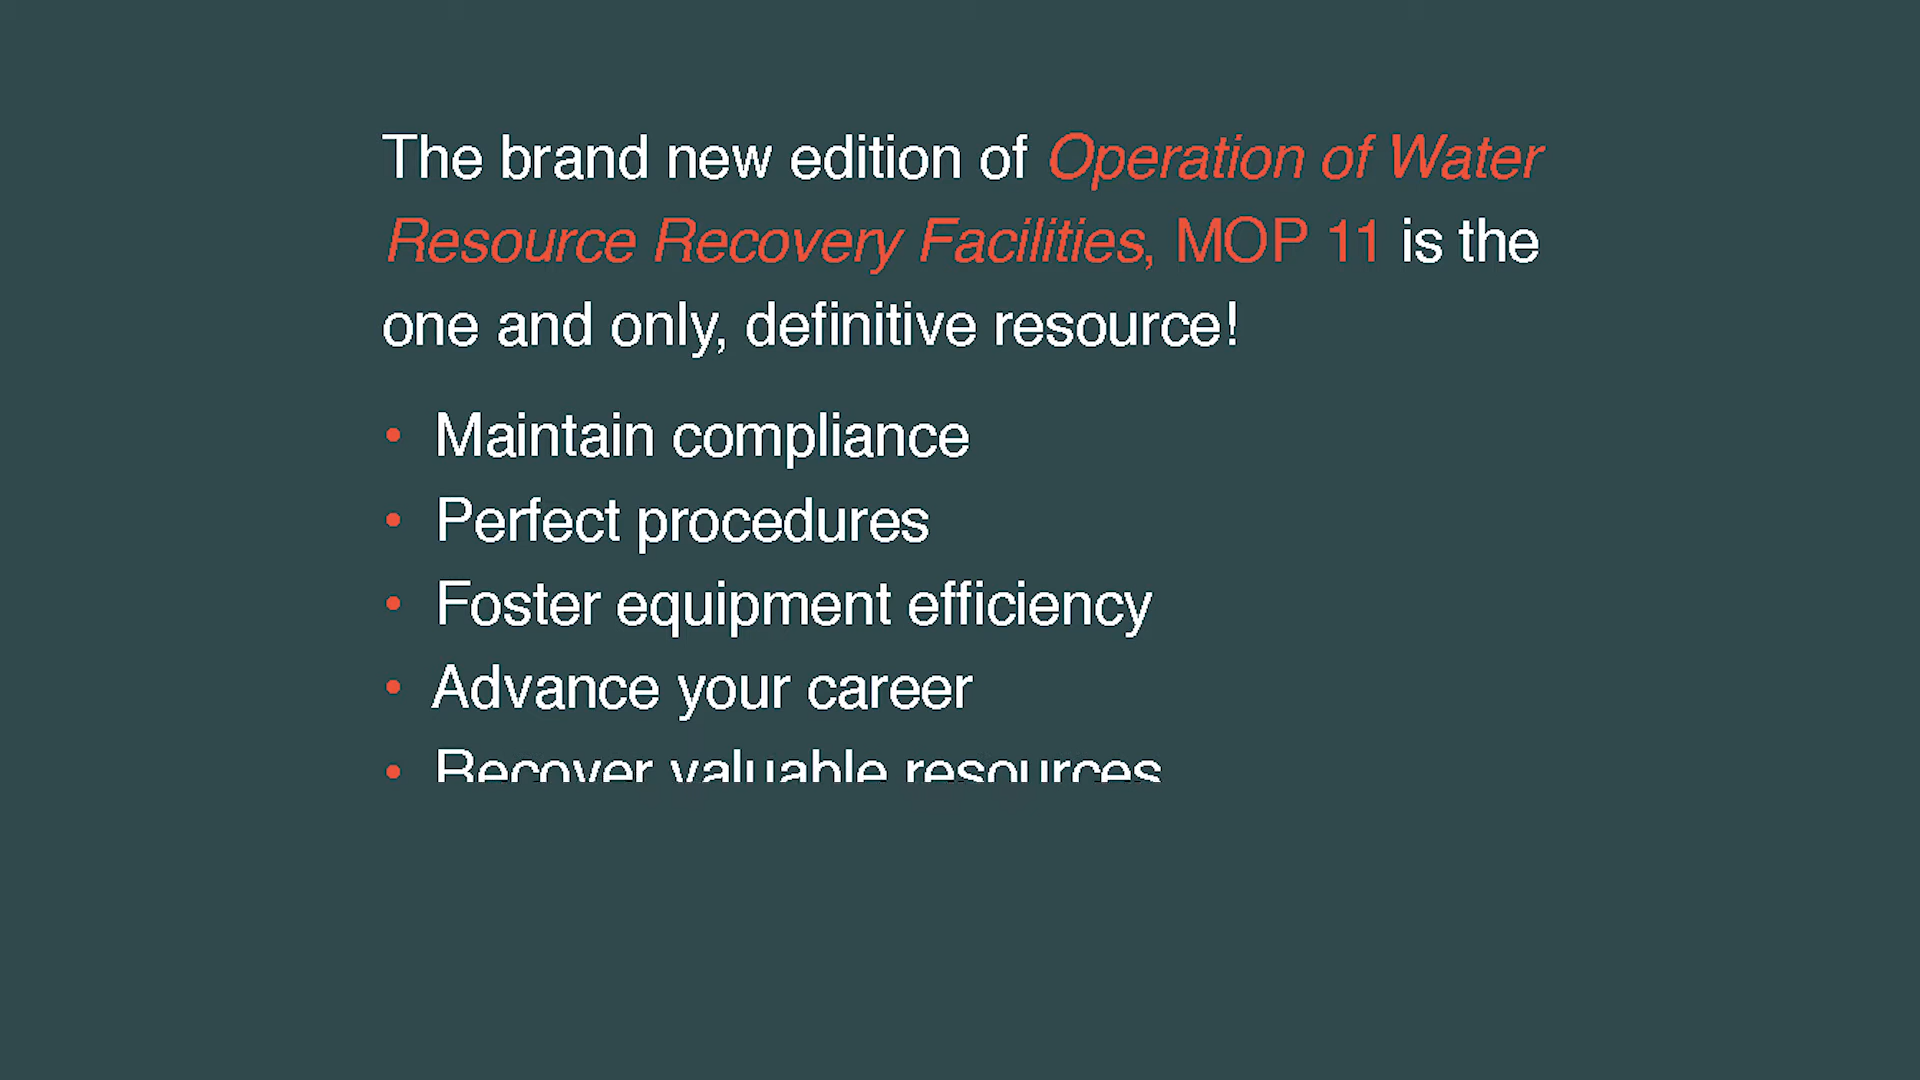 The brand new edition of Operation of Water
Resource Recovery Facilities, MOP 11 is the
one and only, definitive resource!
• Maintain compliance
• Perfect procedures
• Foster equipment efficiency
• Advance your career
• Recover valuable resources